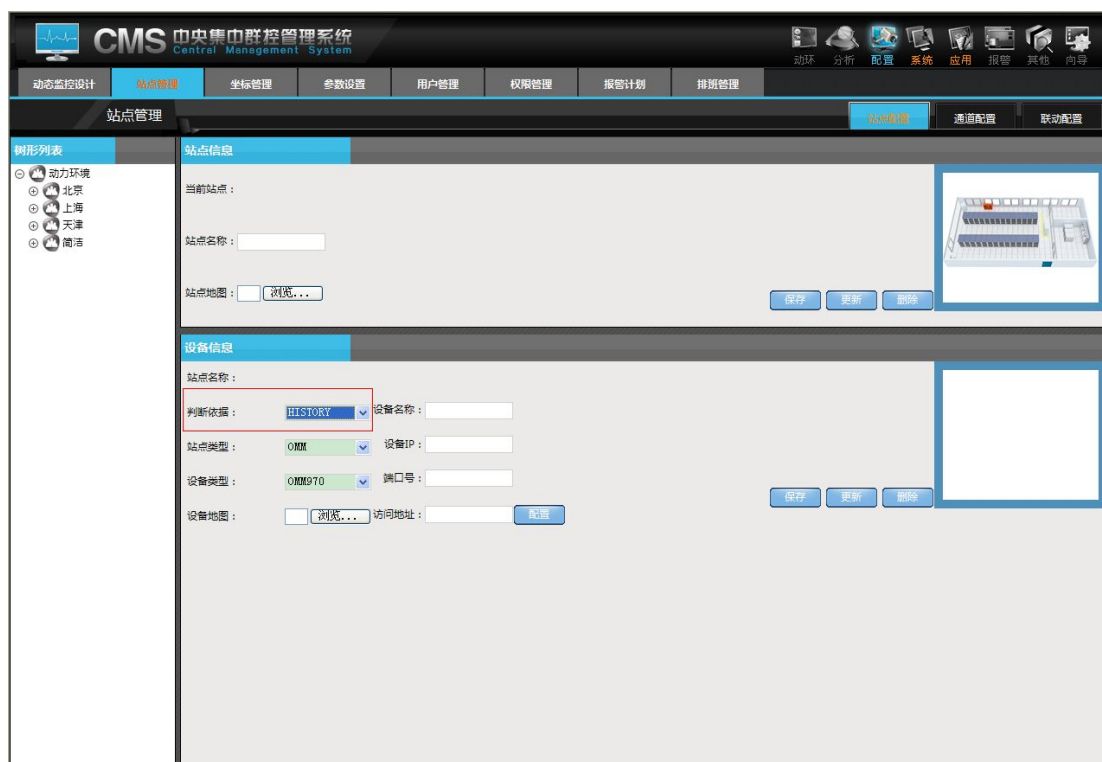 CMS 中央集中群控管理系统
Central Management System
动环 分析 配置 系统 应用 报警 其他 向导
动态监控设计 站点管理 坐标管理 参数设置 用户管理 权限管理 报警计划 排班管理
站点管理 站点配置 通道配置 联动配置
树形列表
动力环境
北京
上海
天津
简洁
站点信息
当前站点：
站点名称：
站点地图： 浏览...
保存 更新 删除
设备信息
站点名称：
判断依据： HISTORY 设备名称：
站点类型： OMM 设备IP：
设备类型： OMM970 端口号：
保存 更新 删除
设备地图： 浏览... 访问地址： 配置